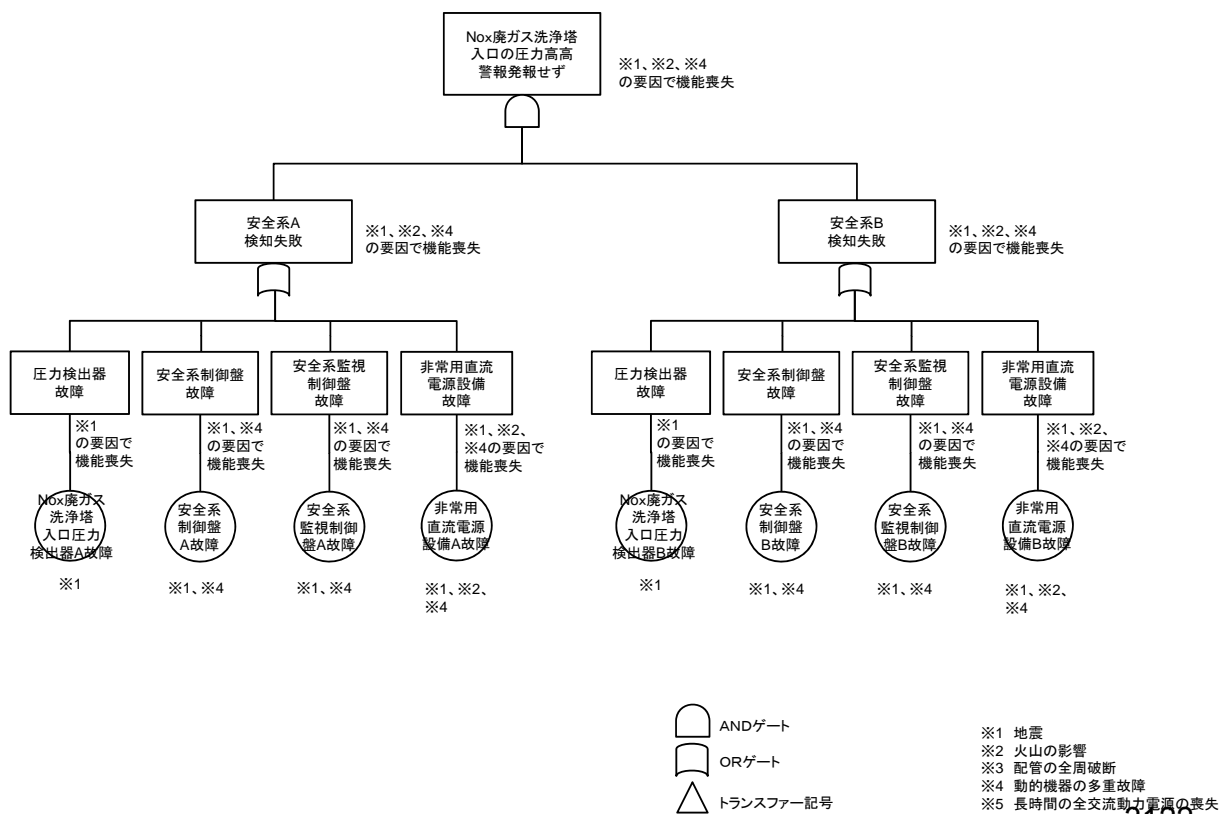 Nox廃ガス洗浄塔
入口の圧力高高
警報発報せず
※1、※2、※4
の要因で機能喪失
安全系A
検知失敗
※1、※2、※4
の要因で機能喪失
安全系B
検知失敗
※1、※2、※4
の要因で機能喪失
圧力検出器
故障
安全系制御盤
故障
安全系監視
制御盤
故障
非常用直流
電源設備
故障
圧力検出器
故障
安全系制御盤
故障
安全系監視
制御盤
故障
非常用直流
電源設備
故障
※1
の要因で
機能喪失
※1、※4
の要因で
機能喪失
※1、※4
の要因で
機能喪失
※1、※2、
※4の要因で
機能喪失
※1
の要因で
機能喪失
※1、※4
の要因で
機能喪失
※1、※4
の要因で
機能喪失
※1、※2、
※4の要因で
機能喪失
Nox廃ガス
洗浄塔
入口圧力
検出器A故障
安全系
制御盤
A故障
安全系
監視制御
盤A故障
非常用
直流電源
設備A故障
Nox廃ガス
洗浄塔
入口圧力
検出器B故障
安全系
制御盤
B故障
安全系
監視制御
盤B故障
非常用
直流電源
設備B故障
※1
※1、※4
※1、※4
※1、※2、
※4
※1
※1、※4
※1、※4
※1、※2、
※4
ANDゲート
ORゲート
トランスファー記号
※1 地震
※2 火山の影響
※3 配管の全周破断
※4 動的機器の多重故障
※5 長時間の全交流動力電源の喪失